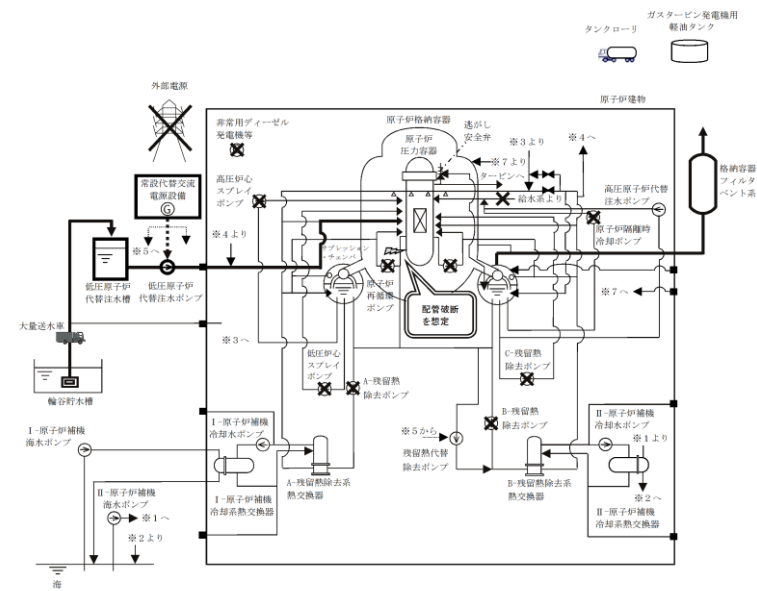 ガスタービン発電機用
軽油タンク
タンクローリ
外部電源
原子炉建物
非常用ディーゼル
発電機等
原子炉格納容器
原子炉
圧力容器
逃がし
安全弁
※3より
※4へ
※7より
タービンへ
給水系より
格納容器
フィルタ
ベント系
常設代替交流
電源設備
G
高圧炉心
スプレイ
ポンプ
高圧原子炉代替
注水ポンプ
原子炉隔離時
冷却ポンプ
※5へ
※4より
サプレッション
・チェンバ
低圧原子炉
代替注水槽
低圧原子炉
代替注水ポンプ
原子炉
再循環
ポンプ
配管破断
を想定
※7へ
大量送水車
※3へ
低圧炉心
スプレイ
ポンプ
A-残留熱
除去ポンプ
C-残留熱
除去ポンプ
輪谷貯水槽
B-残留熱
除去ポンプ
Ⅰ-原子炉補機
海水ポンプ
Ⅰ-原子炉補機
冷却水ポンプ
※5から
残留熱代替
除去ポンプ
Ⅱ-原子炉補機
冷却水ポンプ
※1より
A-残留熱除去系
熱交換器
B-残留熱除去系
熱交換器
※2へ
Ⅱ-原子炉補機
海水ポンプ
※1へ
※2より
Ⅰ-原子炉補機
冷却系熱交換器
Ⅱ-原子炉補機
冷却系熱交換器
海